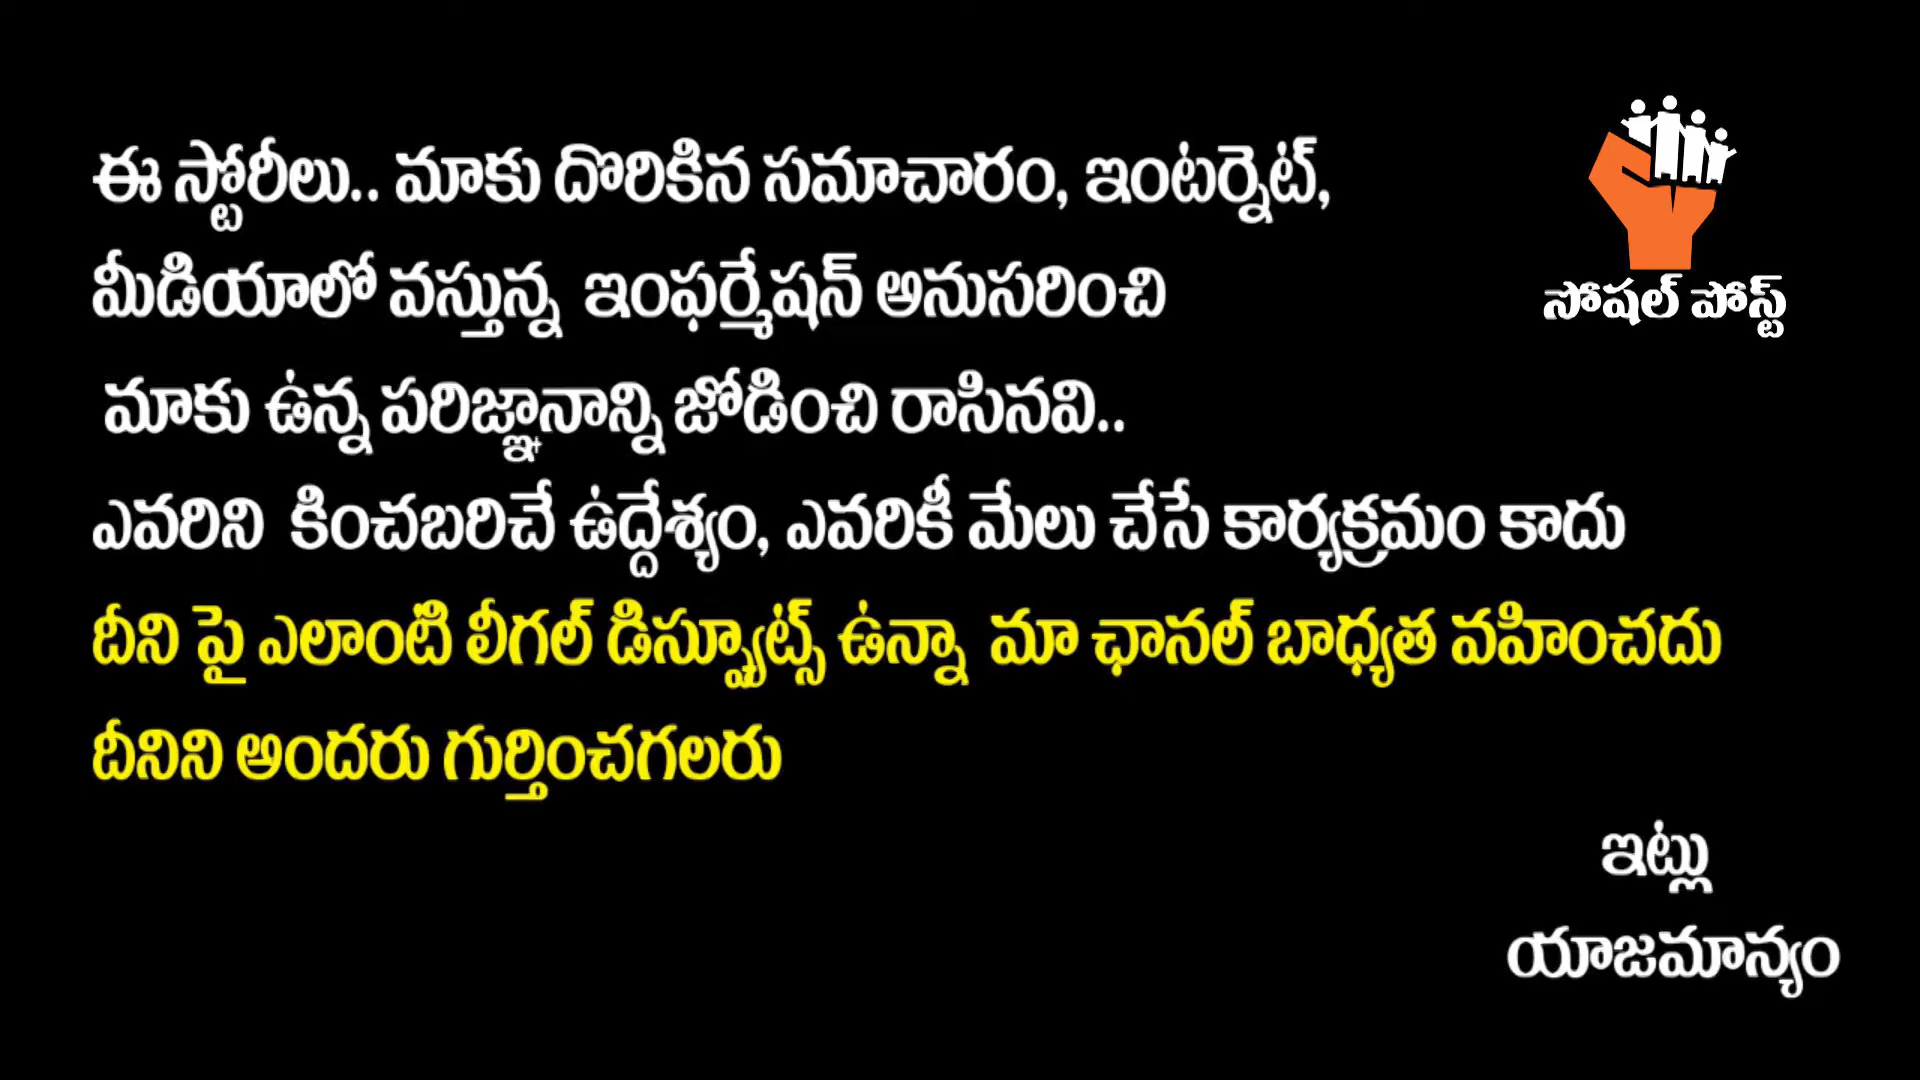 ఈ స్టోరీలు.. మాకు దొరికిన సమాచారం, ఇంటర్నెట్,
మీడియాలో వస్తున్న ఇంఫర్మేషన్ అనుసరించి
మాకు ఉన్న పరిజ్ఞానాన్ని జోడించి రాసినవి..
ఎవరిని కించబరిచే ఉద్దేశ్యం, ఎవరికీ మేలు చేసే కార్యక్రమం కాదు
దీని పై ఎలాంటి లీగల్ డిస్ప్యూట్స్ ఉన్నా మా ఛానల్ బాధ్యత వహించదు
దీనిని అందరు గుర్తించగలరు
ఇట్లు
యాజమాన్యం
సోషల్ పోస్ట్